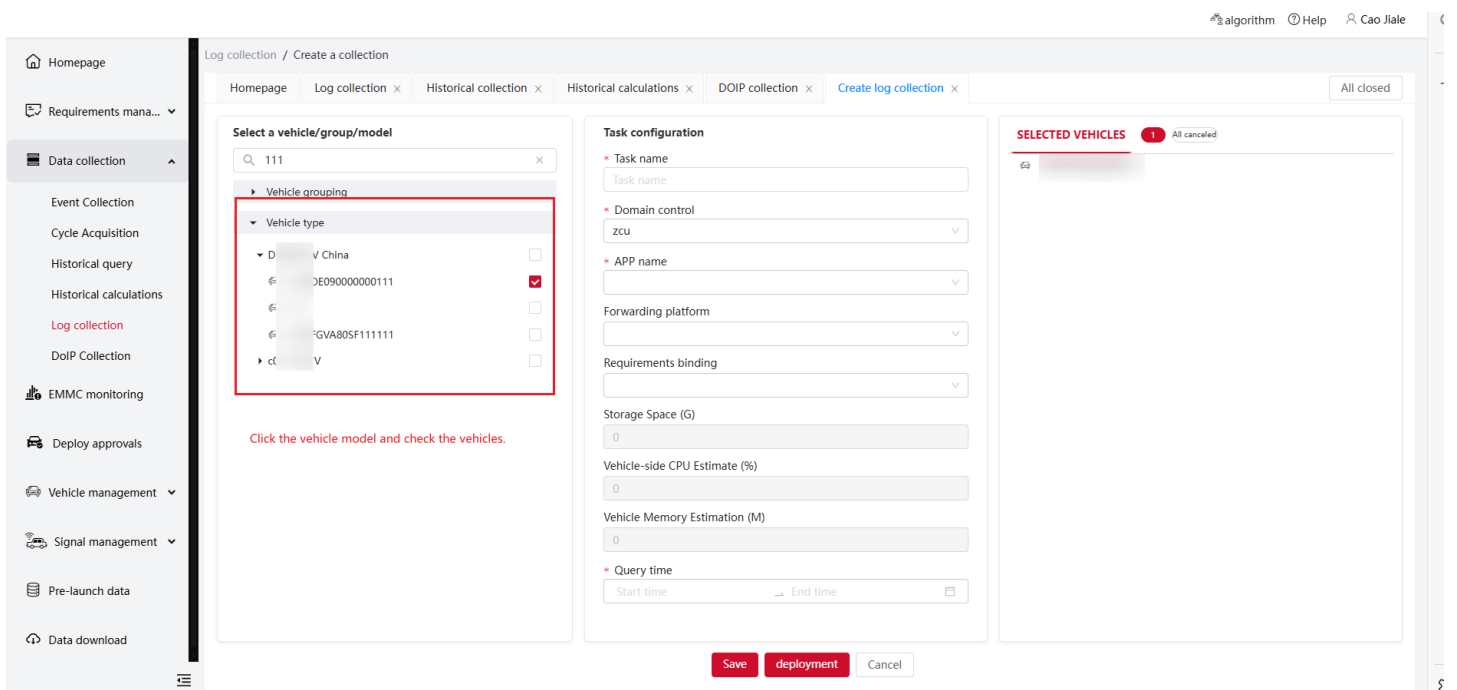 algorithm Help Cao Jiale
Homepage
Requirements mana...
Data collection
Event Collection
Cycle Acquisition
Historical query
Historical calculations
Log collection
DoIP Collection
EMMC monitoring
Deploy approvals
Vehicle management
Signal management
Pre-launch data
Data download
Log collection / Create a collection
Homepage Log collection × Historical collection × Historical calculations × DOIP collection × Create log collection × All closed
Select a vehicle/group/model
111 ×
Vehicle grouping
Vehicle type
D V China
DE090000000111
FGVA80SF111111
c0 V
Click the vehicle model and check the vehicles.
Task configuration
* Task name
Task name
* Domain control
zcu
* APP name
Forwarding platform
Requirements binding
Storage Space (G)
0
Vehicle-side CPU Estimate (%)
0
Vehicle Memory Estimation (M)
0
* Query time
Start time End time
SELECTED VEHICLES 1 All canceled
Save deployment Cancel